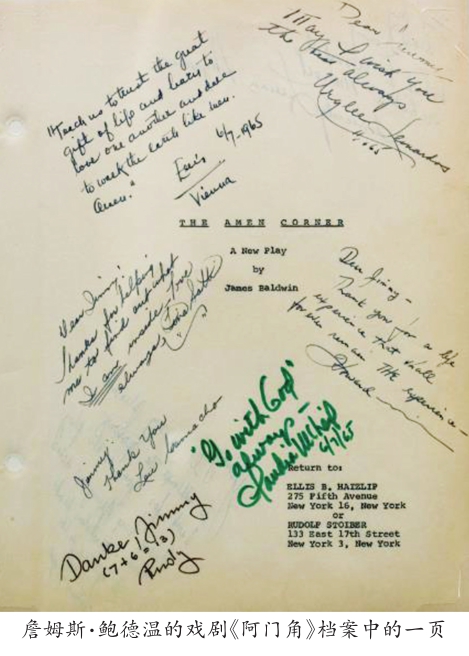 "Teach us to trust the great
gift of life and learn to
love one another and dare
to walk the earth like men.
Amen."
6/7-1965
Vienna
Dear
May I wish you
the best always
THE AMEN CORNER
A New Play
by
James Baldwin
Dear Jimmy,
Thanks for helping
me to find out what
I am made of. Love
always,
Dear Jimmy—
Thank you for a life
experience that shall
forever remain "the experience—"
Jimmy,
Thank you
"Go with God"
always—
6/7/65
Danke! Jimmy
(7+6=13)
Rudy
Return to:
ELLIS B. HAIZLIP
275 Fifth Avenue
New York 16, New York
or
RUDOLF STOIBER
133 East 17th Street
New York 3, New York
詹姆斯·鲍德温的戏剧《阿门角》档案中的一页